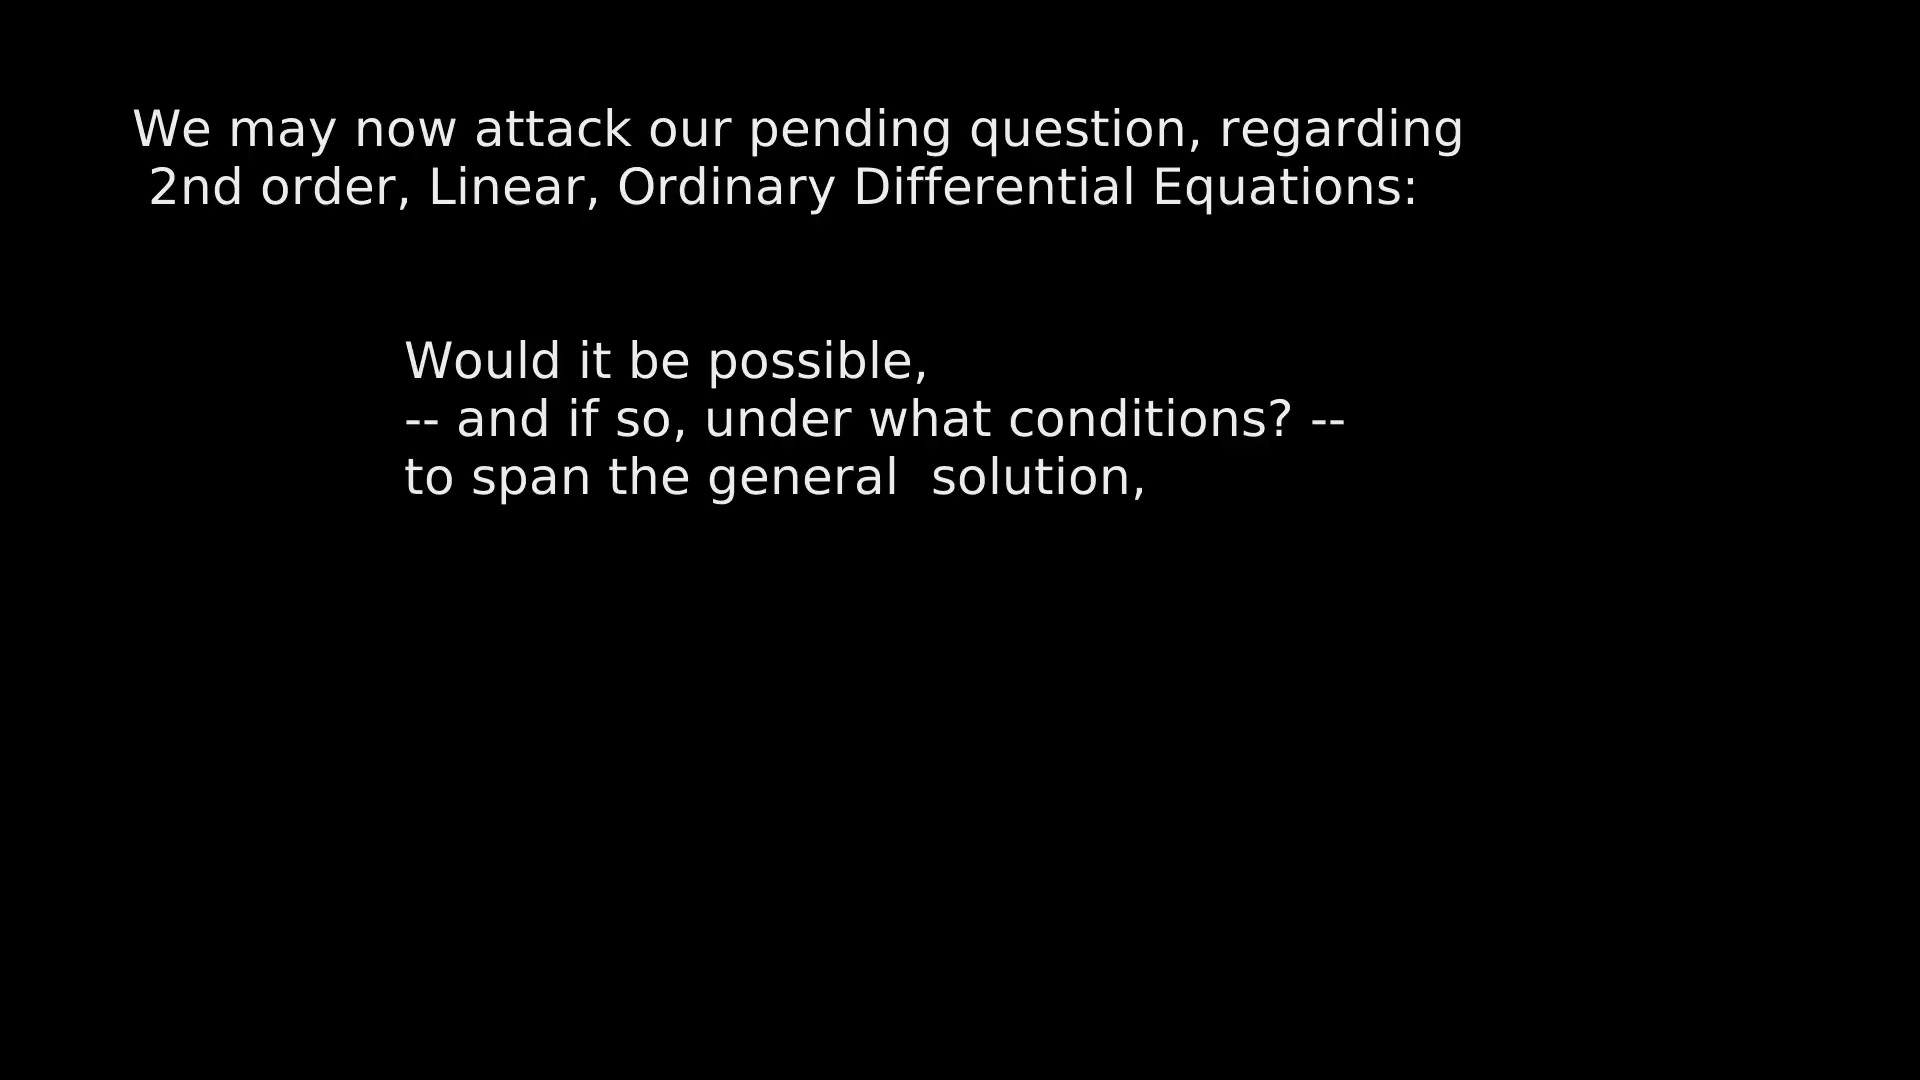 We may now attack our pending question, regarding
2nd order, Linear, Ordinary Differential Equations:
Would it be possible,
-- and if so, under what conditions? --
to span the general  solution,